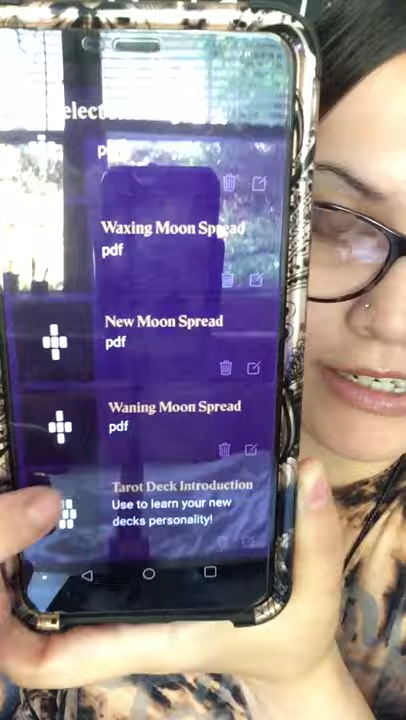 elect
pdf
Waxing Moon Spread
pdf
New Moon Spread
pdf
Waning Moon Spread
pdf
Tarot Deck Introduction
Use to learn your new
decks personality!